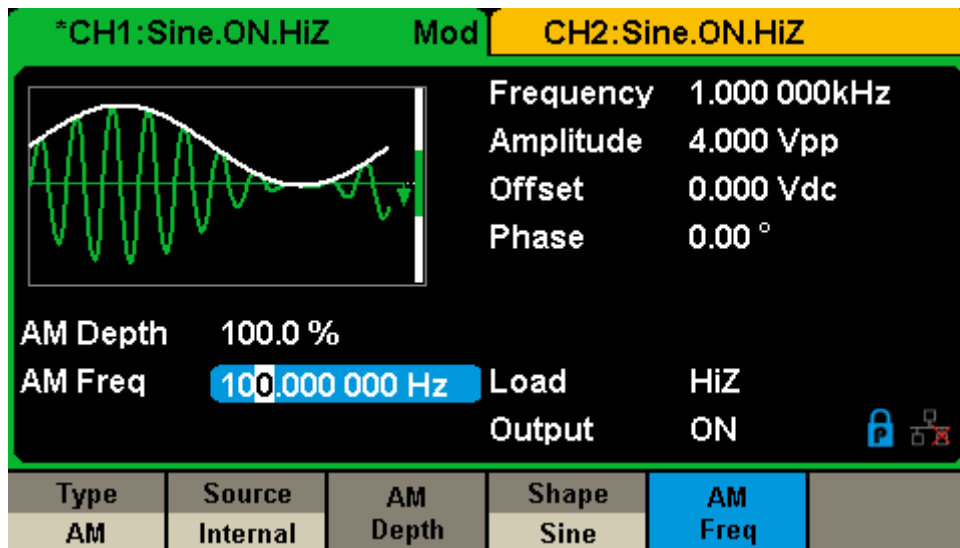 *CH1:Sine.ON.HiZ Mod CH2:Sine.ON.HiZ
Frequency 1.000 000kHz
Amplitude 4.000 Vpp
Offset 0.000 Vdc
Phase 0.00 °
AM Depth 100.0 %
AM Freq 100.000 000 Hz Load HiZ
Output ON P
Type Source AM Shape AM
AM Internal Depth Sine Freq